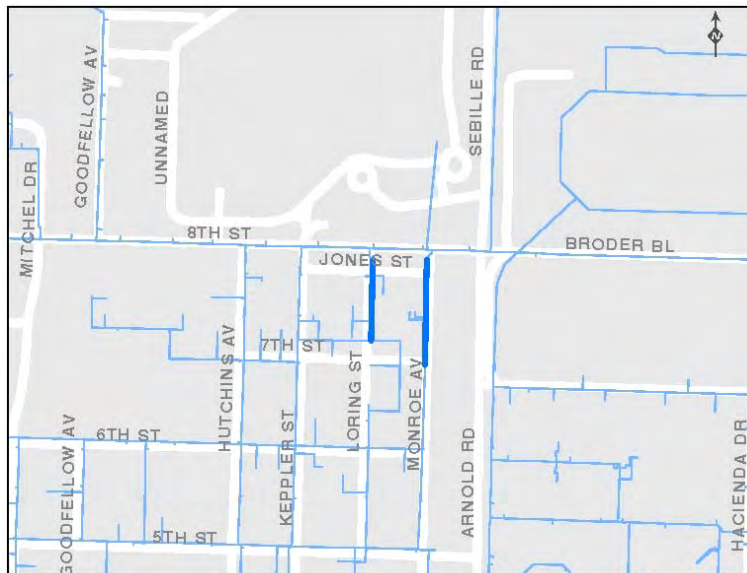 GOODFELLOW AV
UNNAMED
SEBILLE RD
MITCHEL DR
8TH ST
BRODER BL
JONES ST
HUTCHINS AV
7TH ST
KEPPLER ST
LORING ST
MONROE AV
ARNOLD RD
GOODFELLOW AV
6TH ST
5TH ST
HACIENDA DR